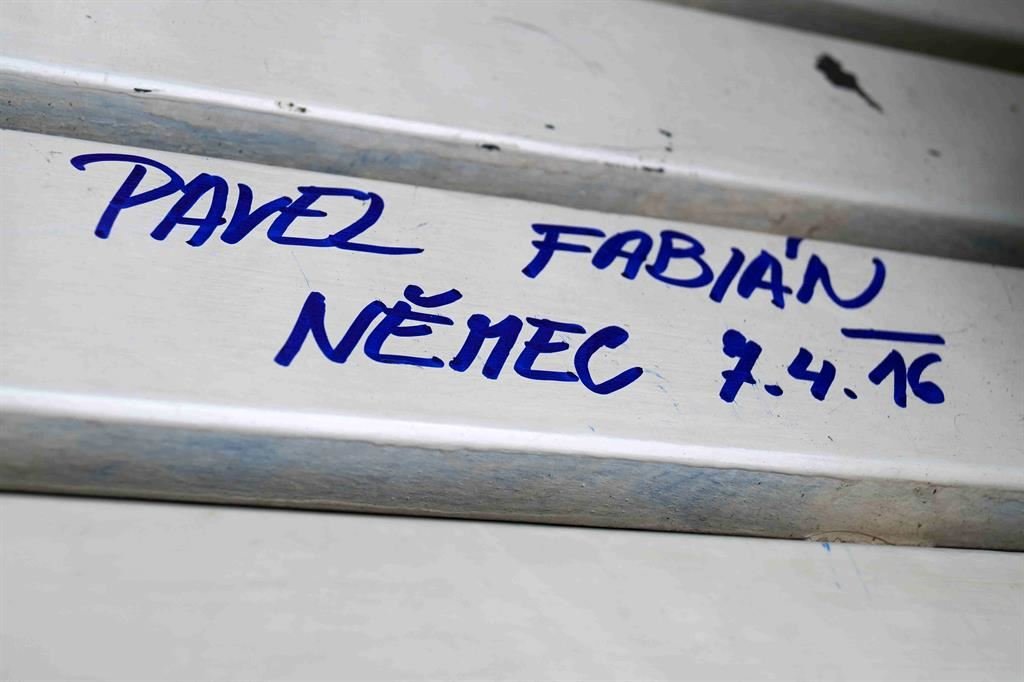 PAVEL FABIÁN
NĚMEC 7.4.16